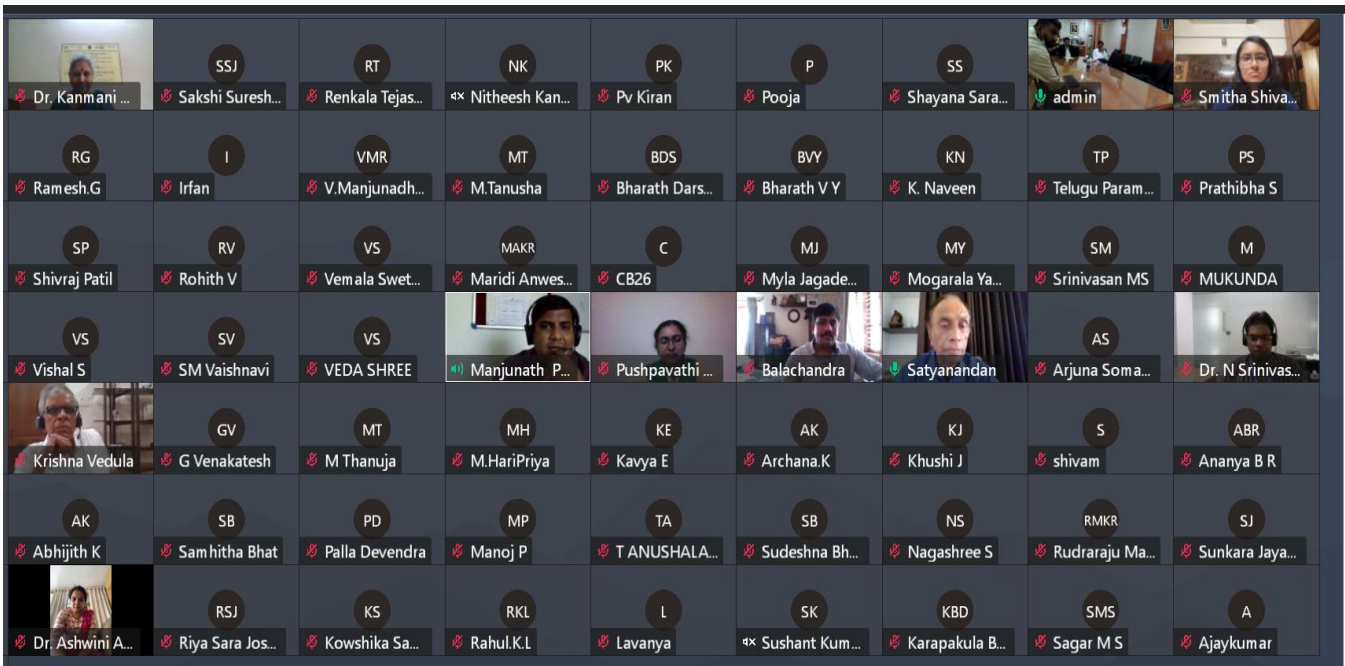 Dr. Kanmani ...
SSJ
Sakshi Suresh...
RT
Renkala Tejas...
NK
Nitheesh Kan...
PK
Pv Kiran
P
Pooja
SS
Shayana Sara...
admin
Smitha Shiva...
RG
Ramesh.G
I
Irfan
VMR
V.Manjunadh...
MT
M.Tanusha
BDS
Bharath Dars...
BVY
Bharath V Y
KN
K. Naveen
TP
Telugu Param...
PS
Prathibha S
SP
Shivraj Patil
RV
Rohith V
VS
Vemala Swet...
MAKR
Maridi Anwes...
C
CB26
MJ
Myla Jagade...
MY
Mogarala Ya...
SM
Srinivasan MS
M
MUKUNDA
VS
Vishal S
SV
SM Vaishnavi
VS
VEDA SHREE
Manjunath P...
Pushpavathi ...
Balachandra
Satyanandan
AS
Arjuna Soma...
Dr. N Srinivas...
Krishna Vedula
GV
G Venakatesh
MT
M Thanuja
MH
M.HariPriya
KE
Kavya E
AK
Archana.K
KJ
Khushi J
S
shivam
ABR
Ananya B R
AK
Abhijith K
SB
Samhitha Bhat
PD
Palla Devendra
MP
Manoj P
TA
T ANUSHALA...
SB
Sudeshna Bh...
NS
Nagashree S
RMKR
Rudraraju Ma...
SJ
Sunkara Jaya...
Dr. Ashwini A...
RSJ
Riya Sara Jos...
KS
Kowshika Sa...
RKL
Rahul.K.L
L
Lavanya
SK
Sushant Kum...
KBD
Karapakula B...
SMS
Sagar M S
A
Ajaykumar